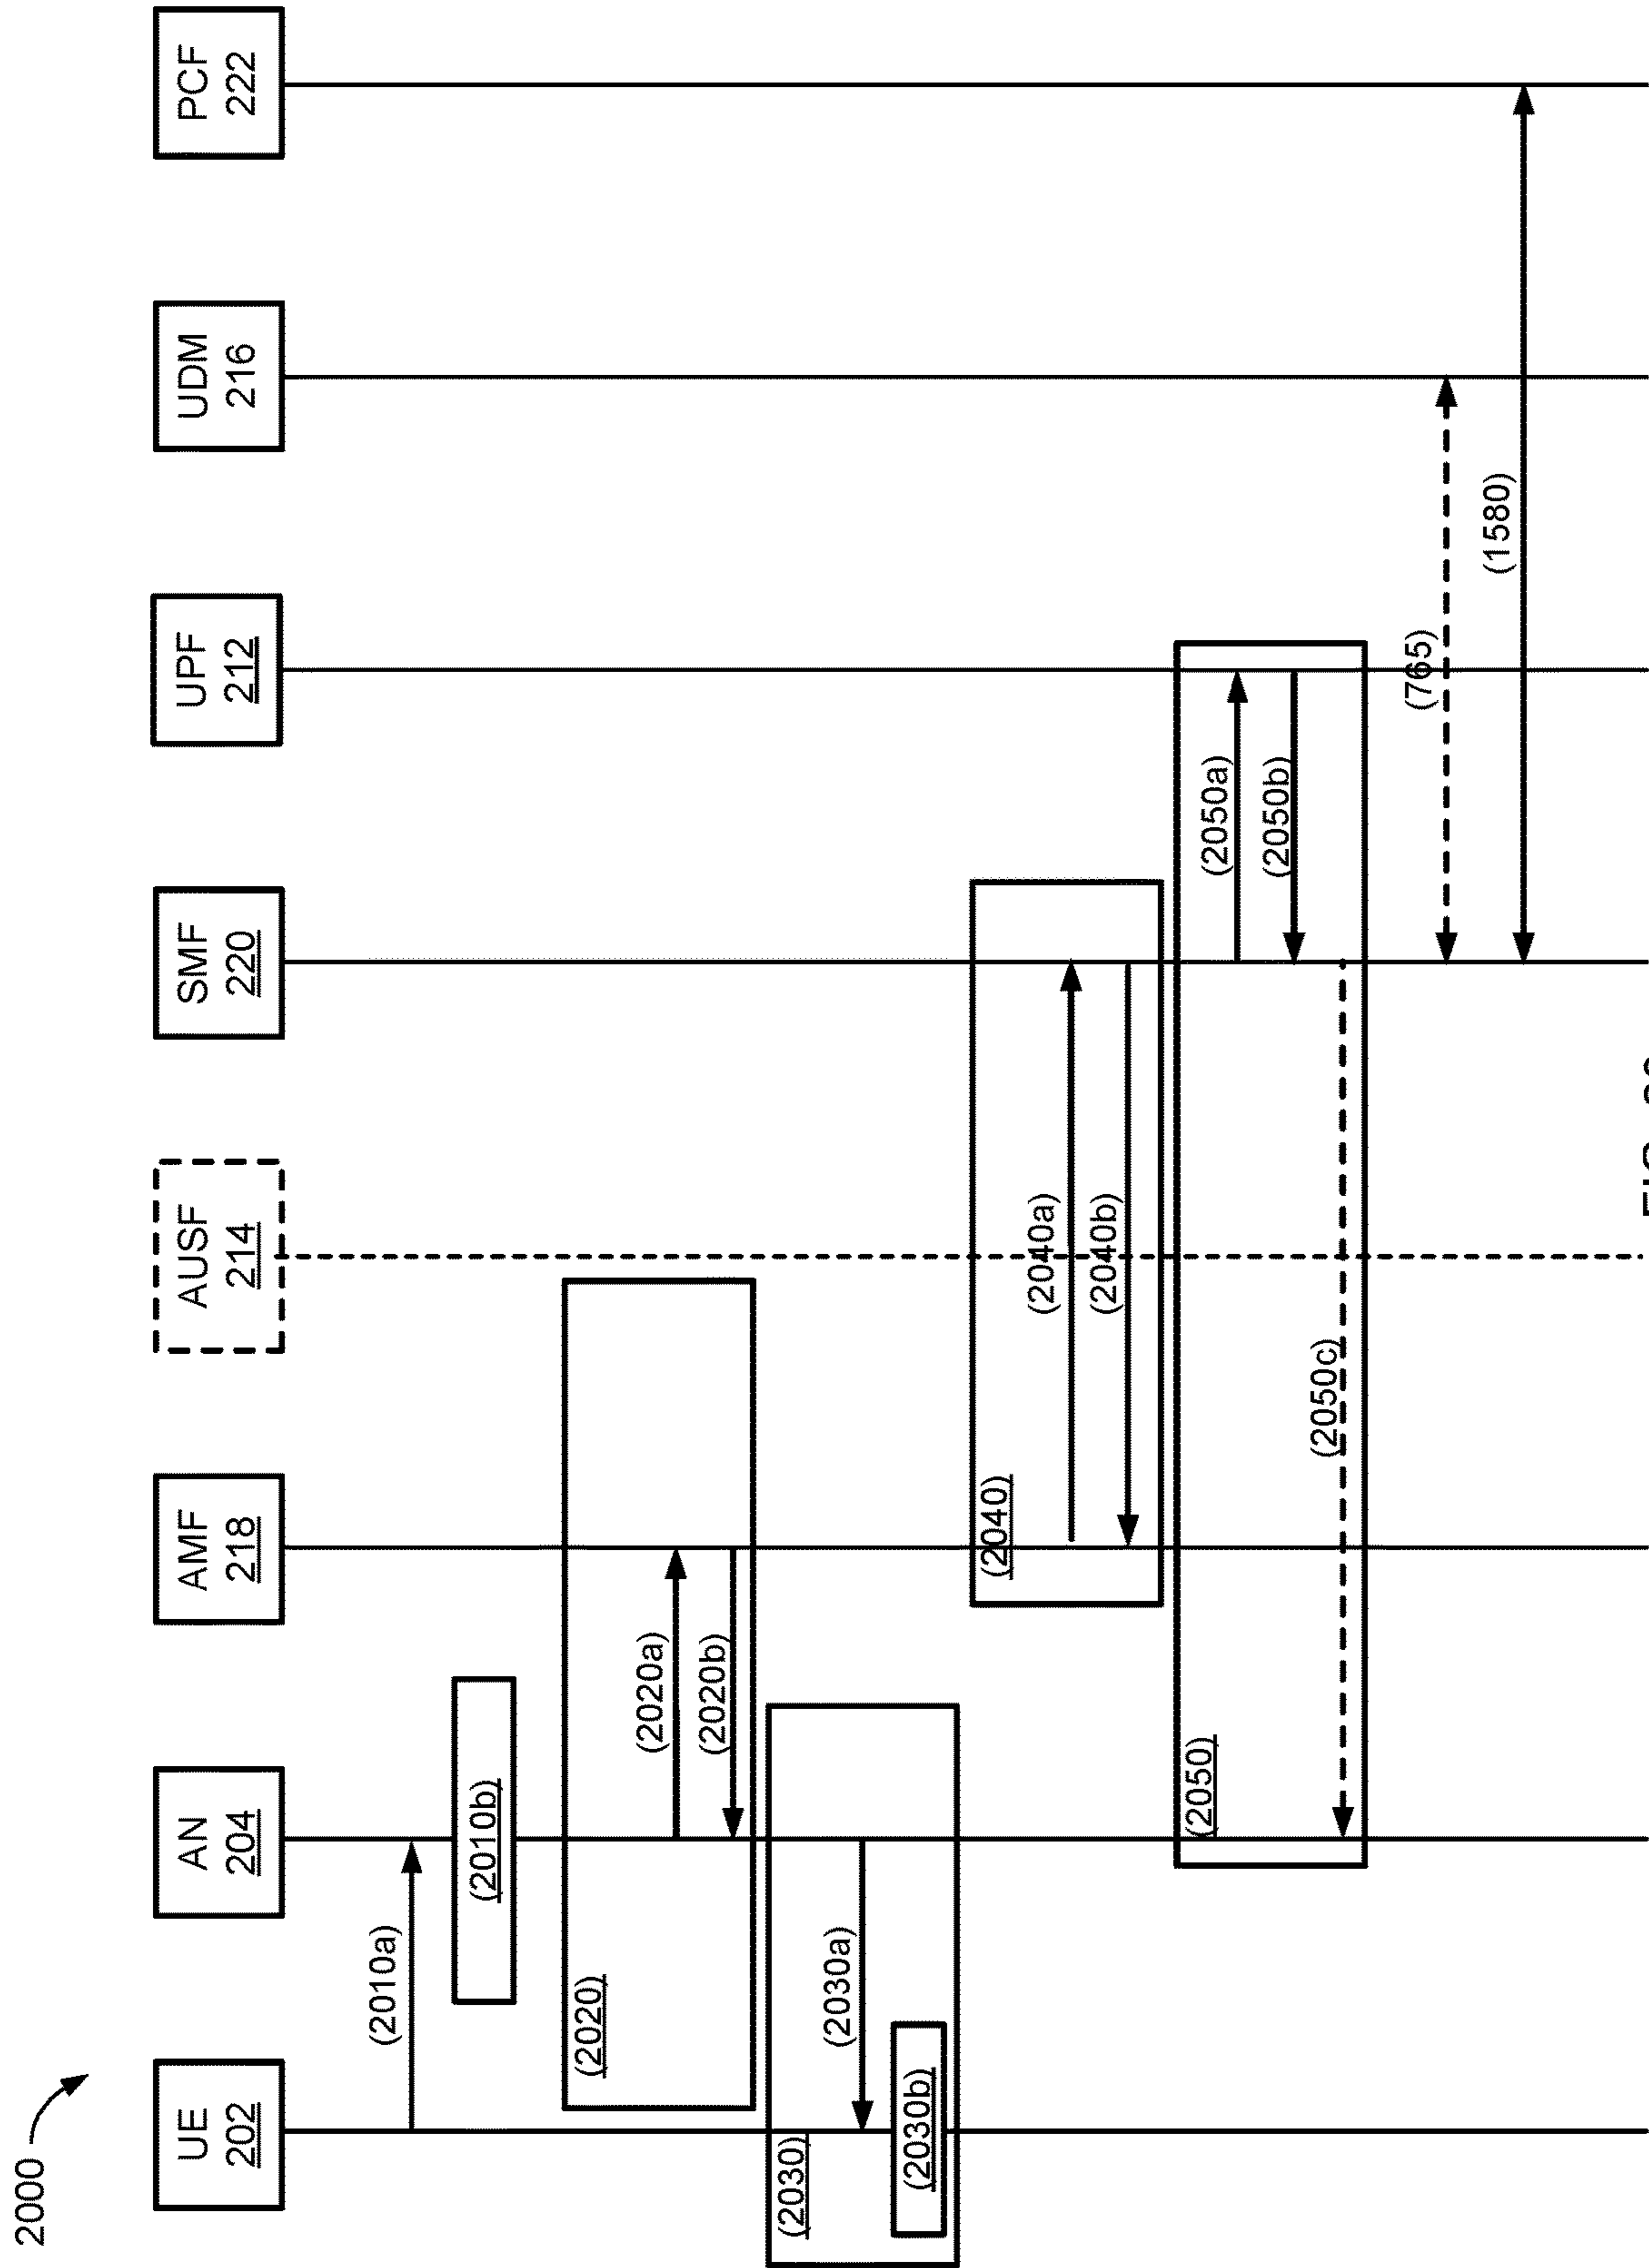 2000
UE
202
AN
204
AMF
218
AUSF
214
SMF
220
UPF
212
UDM
216
PCF
222
(2010a)
(2010b)
(2020)
(2020a)
(2020b)
(2030)
(2030a)
(2030b)
(2040)
(2040a)
(2040b)
(2050)
(2050a)
(2050b)
(2050c)
(765)
(1580)